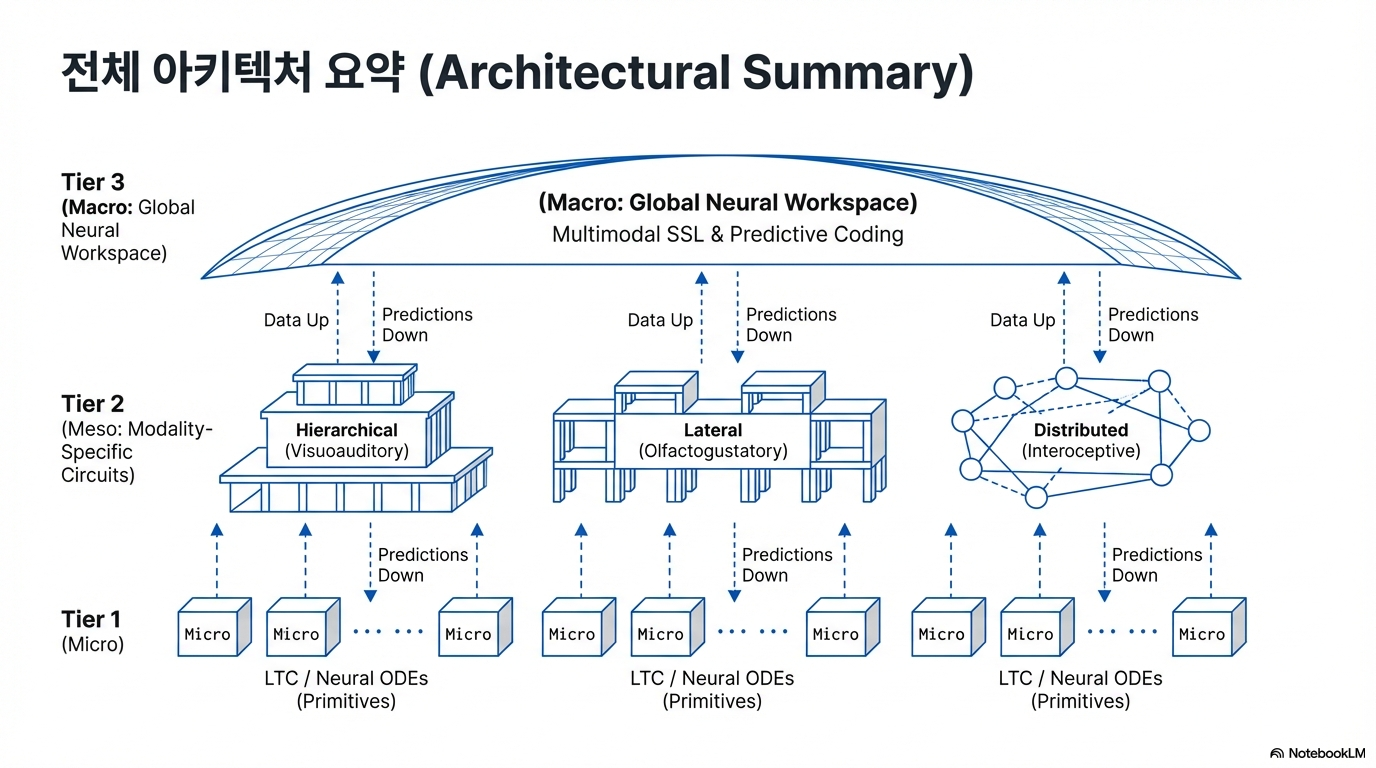 전체 아키텍처 요약 (Architectural Summary)
Tier 3
(Macro: Global
Neural
Workspace)
(Macro: Global Neural Workspace)
Multimodal SSL & Predictive Coding
Data Up
Predictions
Down
Data Up
Predictions
Down
Data Up
Predictions
Down
Tier 2
(Meso: Modality-
Specific
Circuits)
Hierarchical
(Visuoauditory)
Lateral
(Olfactogustatory)
Distributed
(Interoceptive)
Predictions
Down
Predictions
Down
Predictions
Down
Tier 1
(Micro)
Micro
Micro
Micro
Micro
Micro
Micro
Micro
Micro
Micro
LTC / Neural ODEs
(Primitives)
LTC / Neural ODEs
(Primitives)
LTC / Neural ODEs
(Primitives)
NotebookLM